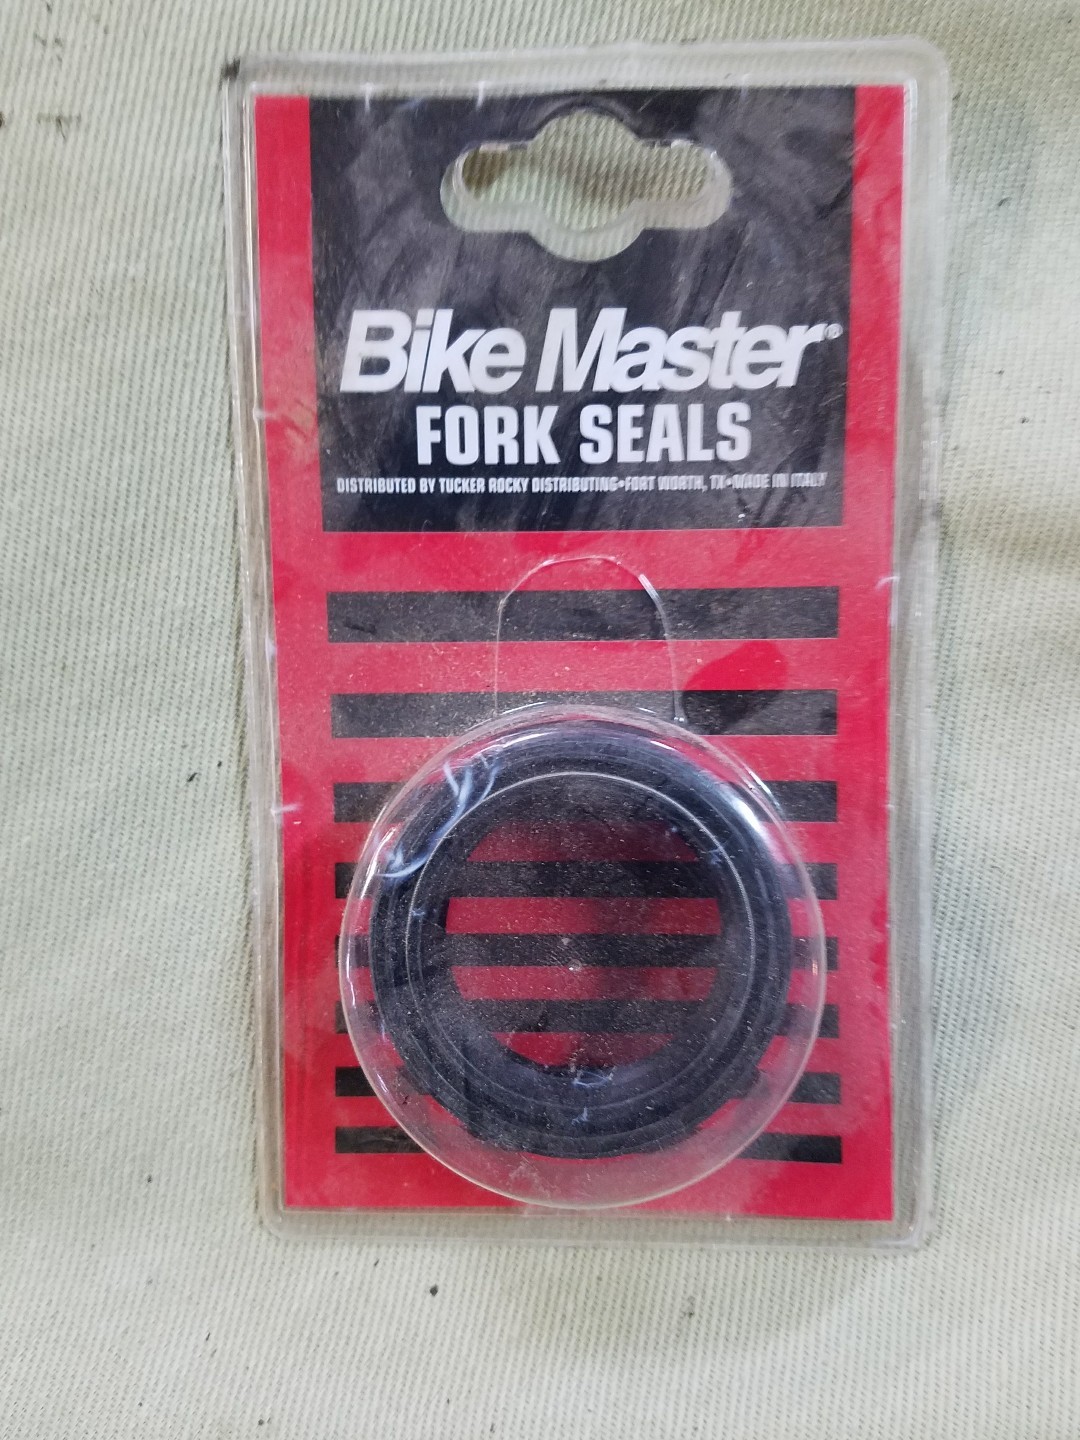 Bike Master®
FORK SEALS
DISTRIBUTED BY TUCKER ROCKY DISTRIBUTING•FORT WORTH, TX•MADE IN ITALY